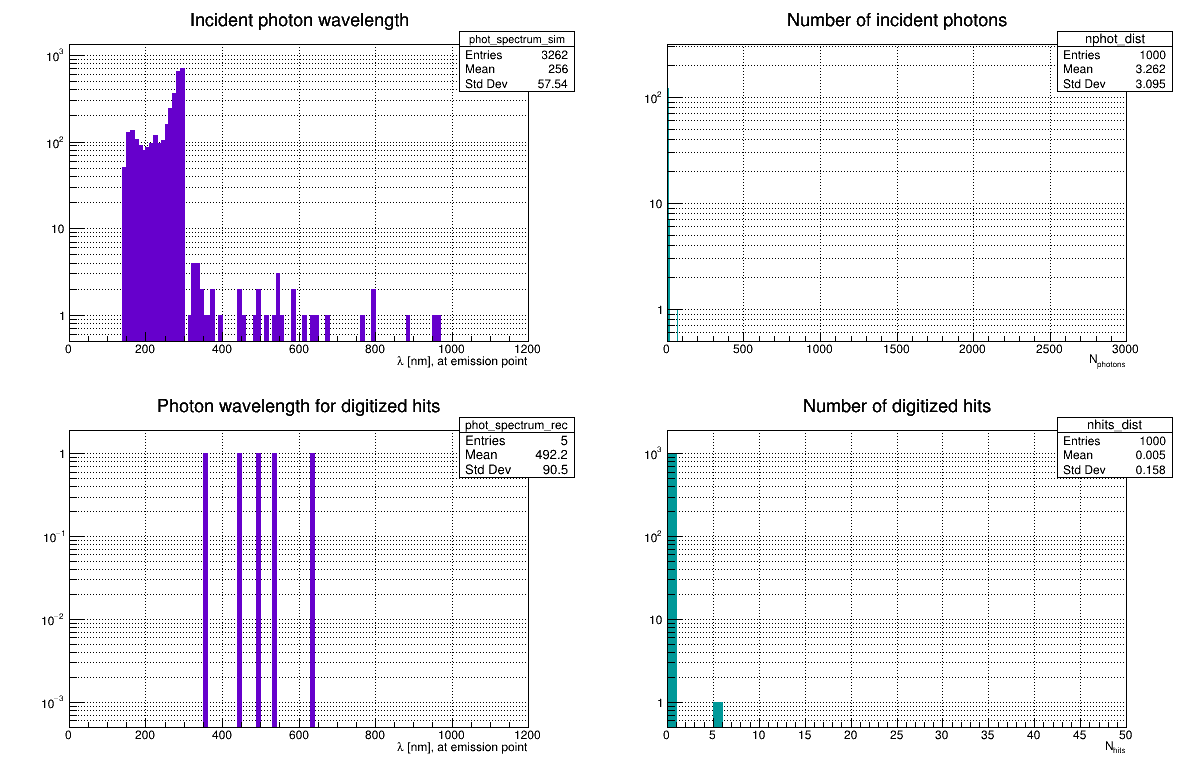 Incident photon wavelength
phot_spectrum_sim
Entries 3262
Mean 256
Std Dev 57.54
10³
10²
10
1
0 200 400 600 800 1000 1200
λ [nm], at emission point
Number of incident photons
nphot_dist
Entries 1000
Mean 3.262
Std Dev 3.095
10²
10
1
0 500 1000 1500 2000 2500 3000
Nphotons
Photon wavelength for digitized hits
phot_spectrum_rec
Entries 5
Mean 492.2
Std Dev 90.5
1
10⁻¹
10⁻²
10⁻³
0 200 400 600 800 1000 1200
λ [nm], at emission point
Number of digitized hits
nhits_dist
Entries 1000
Mean 0.005
Std Dev 0.158
10³
10²
10
1
0 5 10 15 20 25 30 35 40 45 50
Nhits